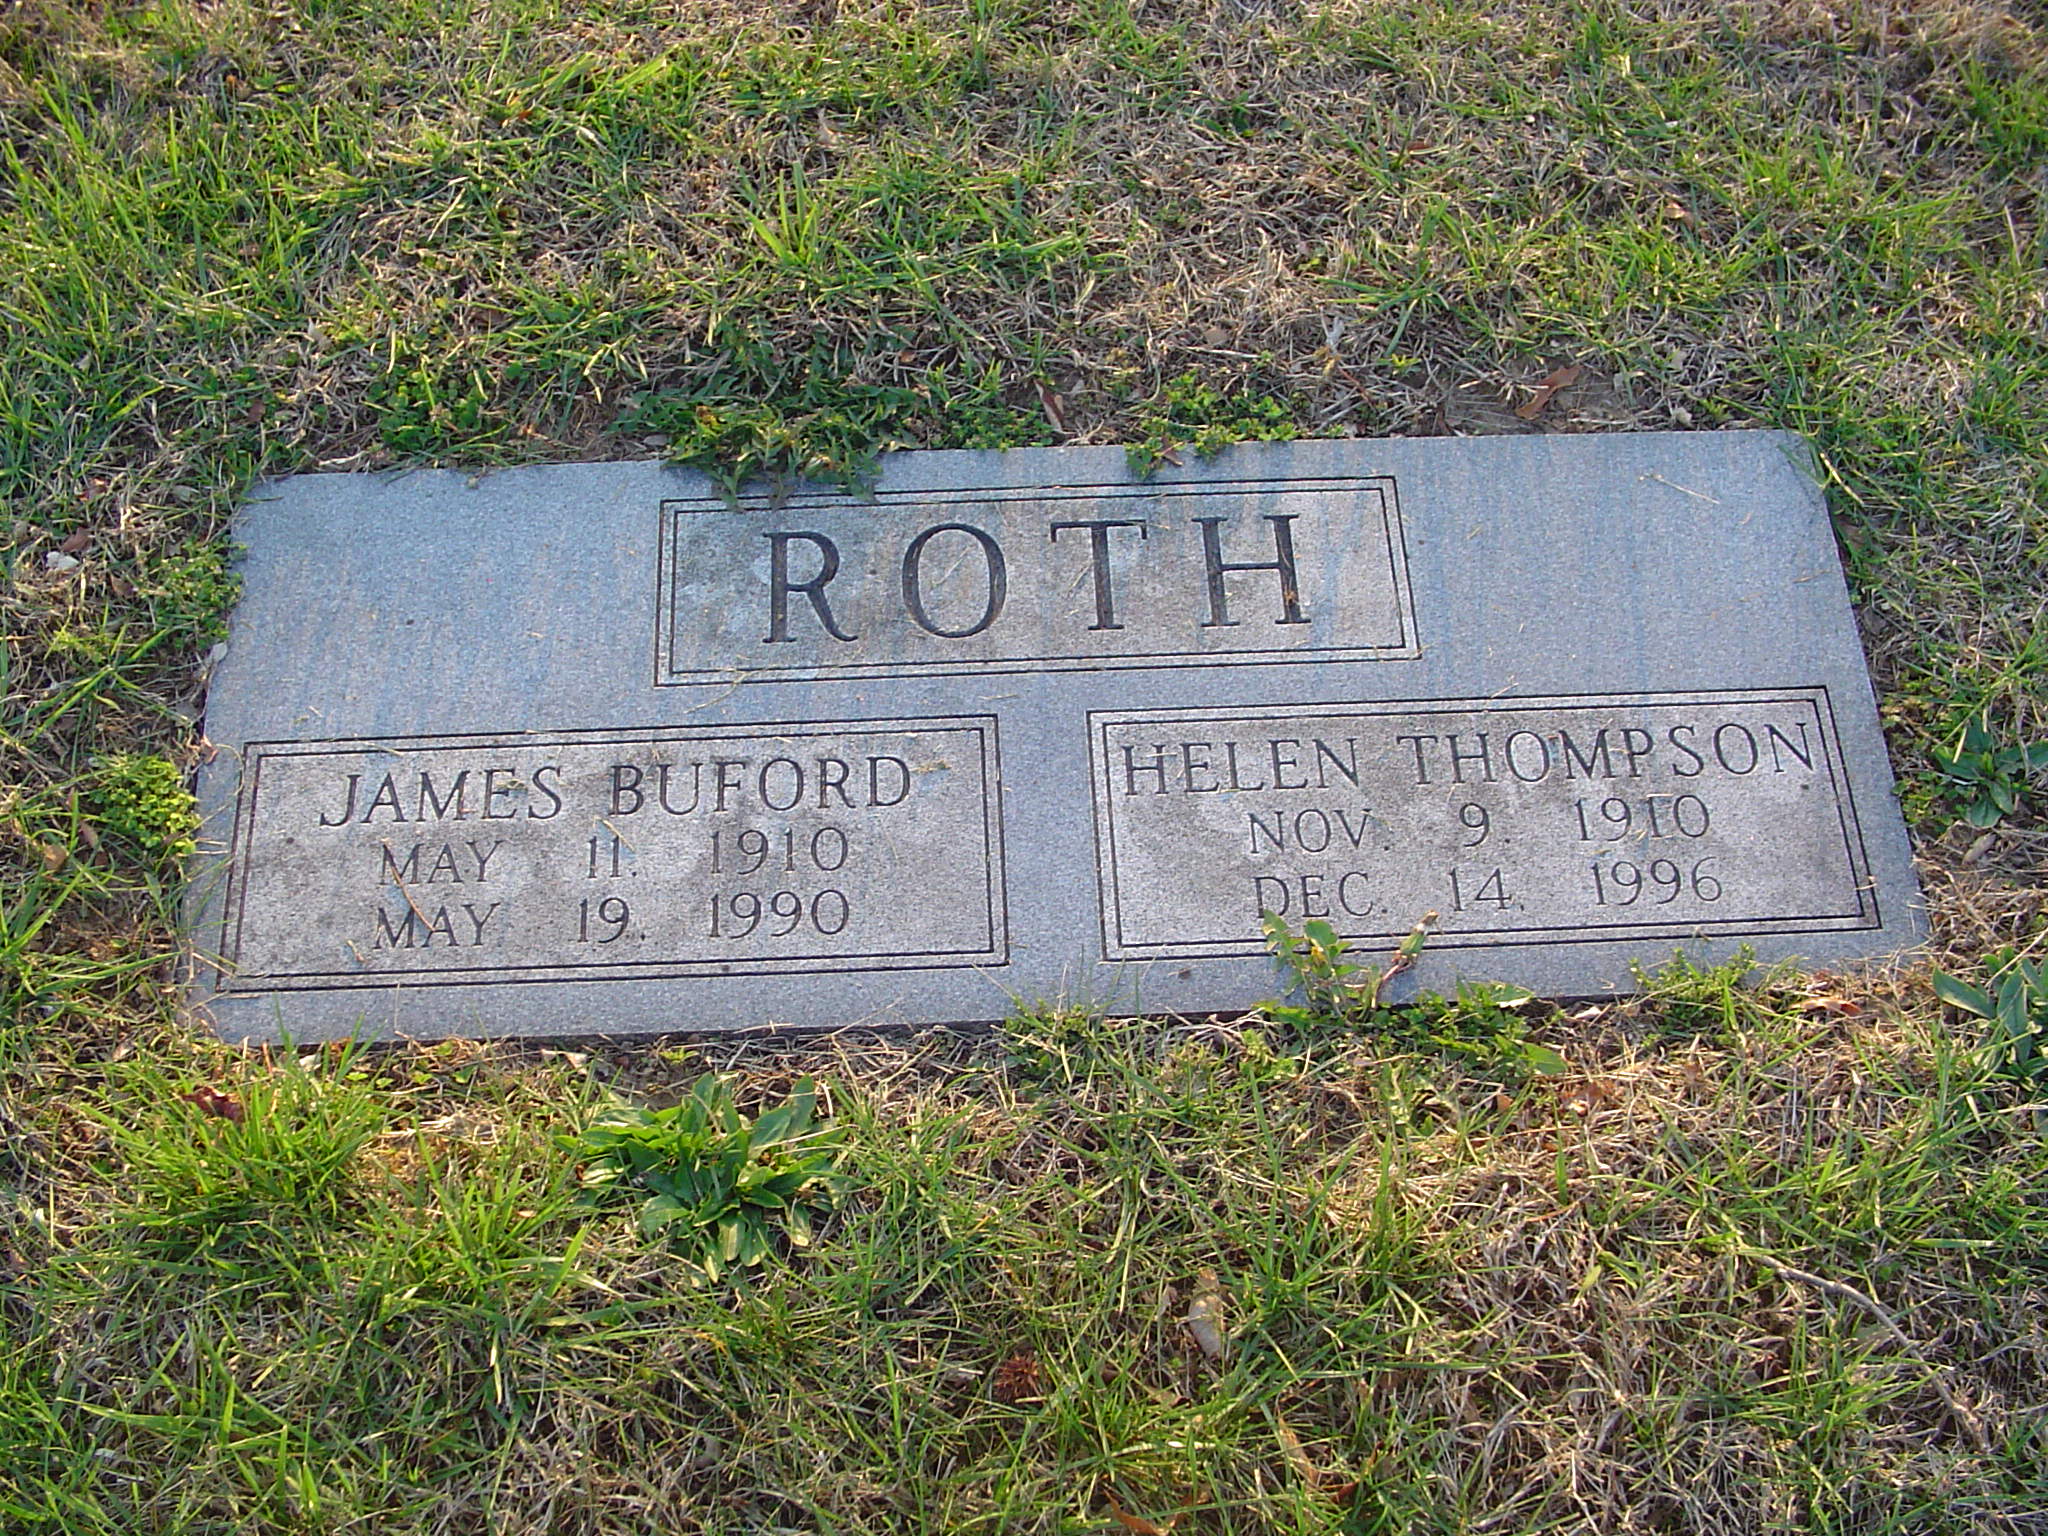 ROTH
JAMES BUFORD
MAY 11, 1910
MAY 19, 1990
HELEN THOMPSON
NOV. 9, 1910
DEC. 14, 1996